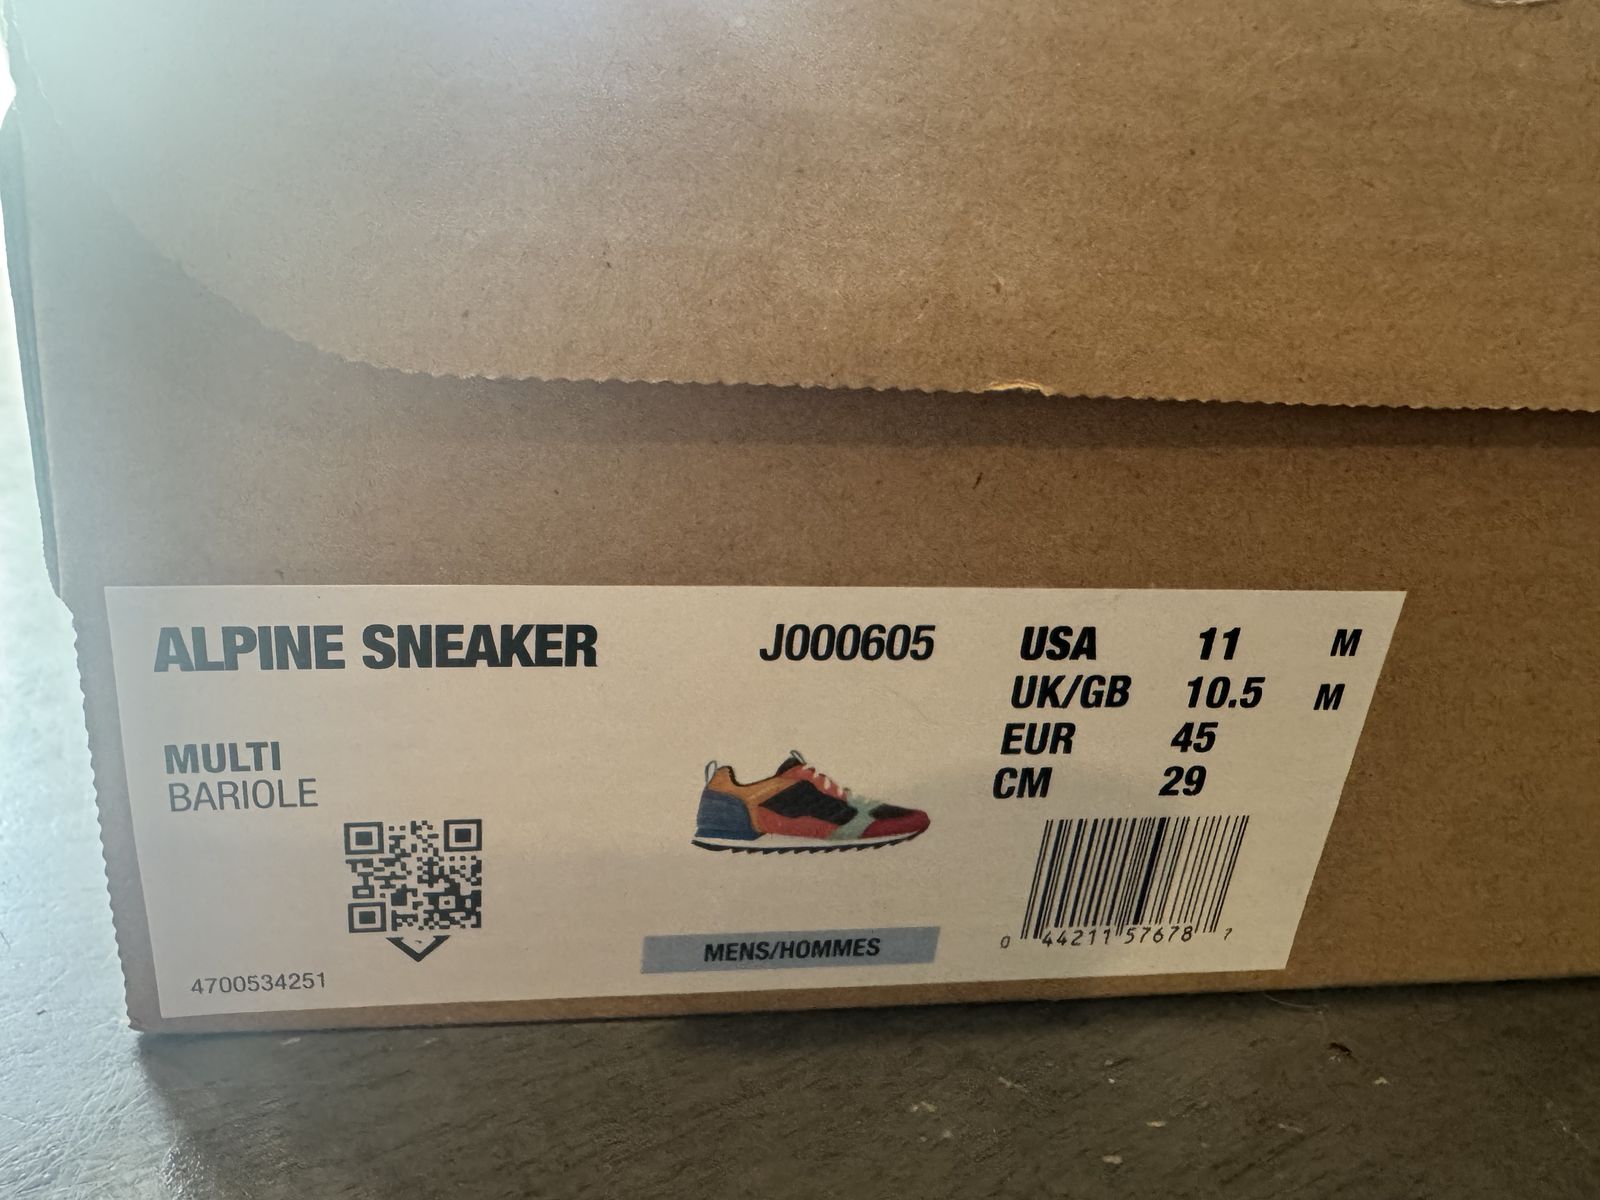 ALPINE SNEAKER
J000605
USA 11 M
UK/GB 10.5 M
EUR 45
CM 29
MULTI
BARIOLE
MENS/HOMMES
0 44211 57678 7
4700534251